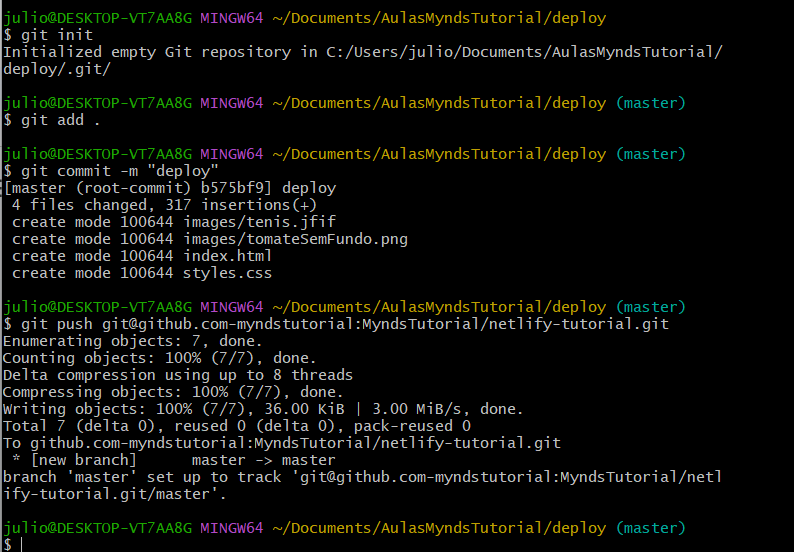 julio@DESKTOP-VT7AA8G MINGW64 ~/Documents/AulasMyndsTutorial/deploy
$ git init
Initialized empty Git repository in C:/Users/julio/Documents/AulasMyndsTutorial/
deploy/.git/
julio@DESKTOP-VT7AA8G MINGW64 ~/Documents/AulasMyndsTutorial/deploy (master)
$ git add .
julio@DESKTOP-VT7AA8G MINGW64 ~/Documents/AulasMyndsTutorial/deploy (master)
$ git commit -m "deploy"
[master (root-commit) b575bf9] deploy
 4 files changed, 317 insertions(+)
 create mode 100644 images/tenis.jfif
 create mode 100644 images/tomateSemFundo.png
 create mode 100644 index.html
 create mode 100644 styles.css
julio@DESKTOP-VT7AA8G MINGW64 ~/Documents/AulasMyndsTutorial/deploy (master)
$ git push git@github.com-myndstutorial:MyndsTutorial/netlify-tutorial.git
Enumerating objects: 7, done.
Counting objects: 100% (7/7), done.
Delta compression using up to 8 threads
Compressing objects: 100% (7/7), done.
Writing objects: 100% (7/7), 36.00 KiB | 3.00 MiB/s, done.
Total 7 (delta 0), reused 0 (delta 0), pack-reused 0
To github.com-myndstutorial:MyndsTutorial/netlify-tutorial.git
 * [new branch]      master -> master
branch 'master' set up to track 'git@github.com-myndstutorial:MyndsTutorial/netl
ify-tutorial.git/master'.
julio@DESKTOP-VT7AA8G MINGW64 ~/Documents/AulasMyndsTutorial/deploy (master)
$